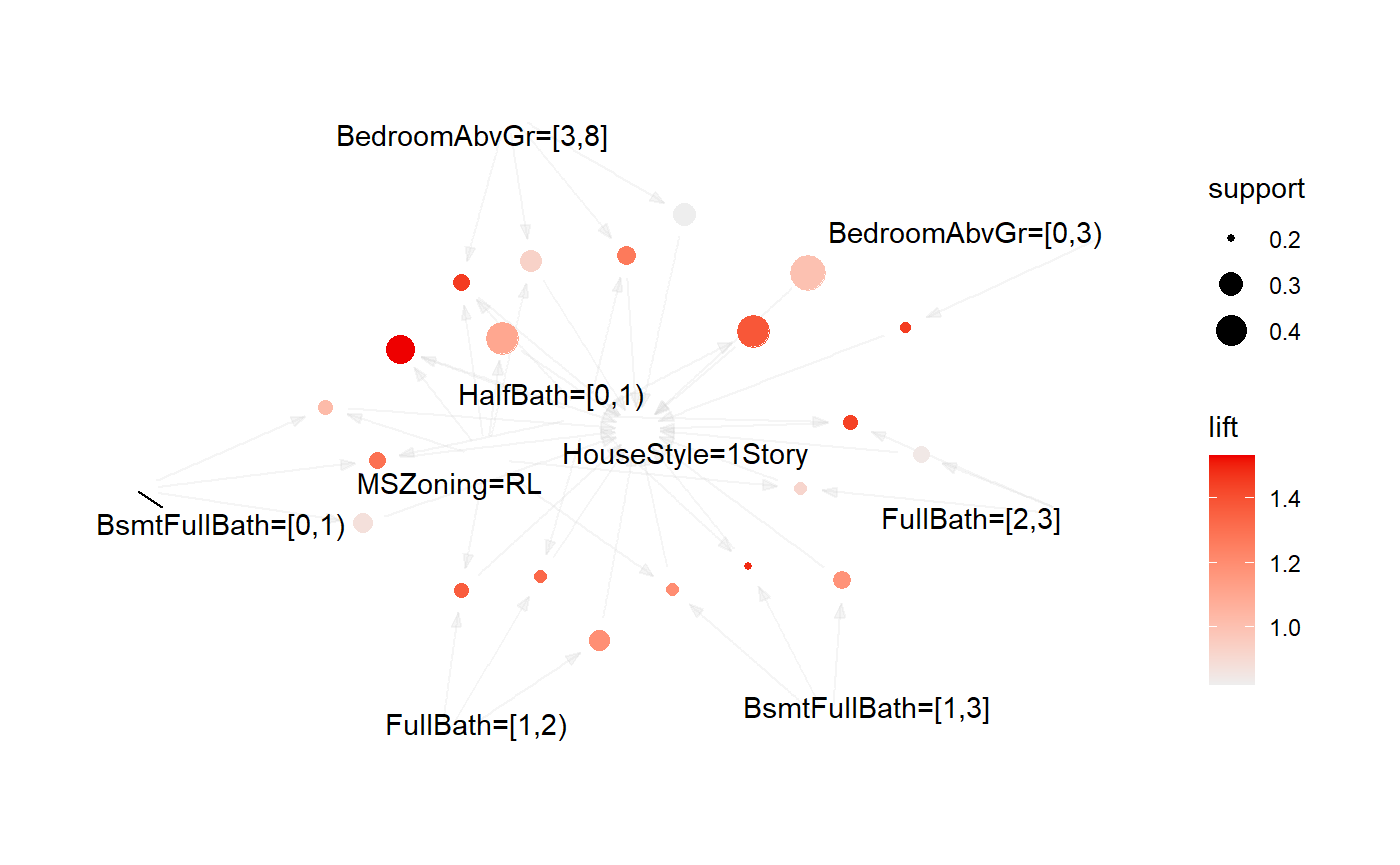 BedroomAbvGr=[3,8]
BedroomAbvGr=[0,3)
HalfBath=[0,1)
HouseStyle=1Story
MSZoning=RL
BsmtFullBath=[0,1)
FullBath=[2,3]
BsmtFullBath=[1,3]
FullBath=[1,2)
support
0.2
0.3
0.4
lift
1.4
1.2
1.0